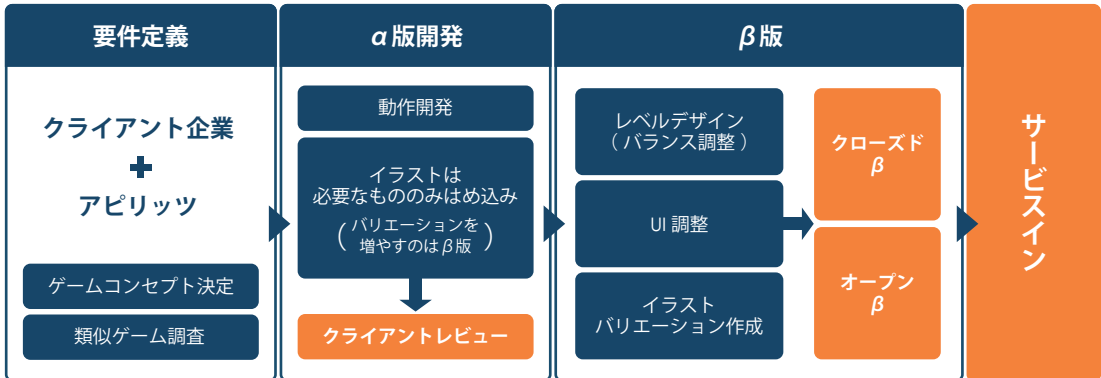 要件定義
クライアント企業
+
アピリッツ
ゲームコンセプト決定
類似ゲーム調査
α版開発
動作開発
イラストは
必要なもののみはめ込み
(バリエーションを
増やすのはβ版)
クライアントレビュー
β版
レベルデザイン
(バランス調整)
UI調整
イラスト
バリエーション作成
クローズド
β
オープン
β
サービスイン